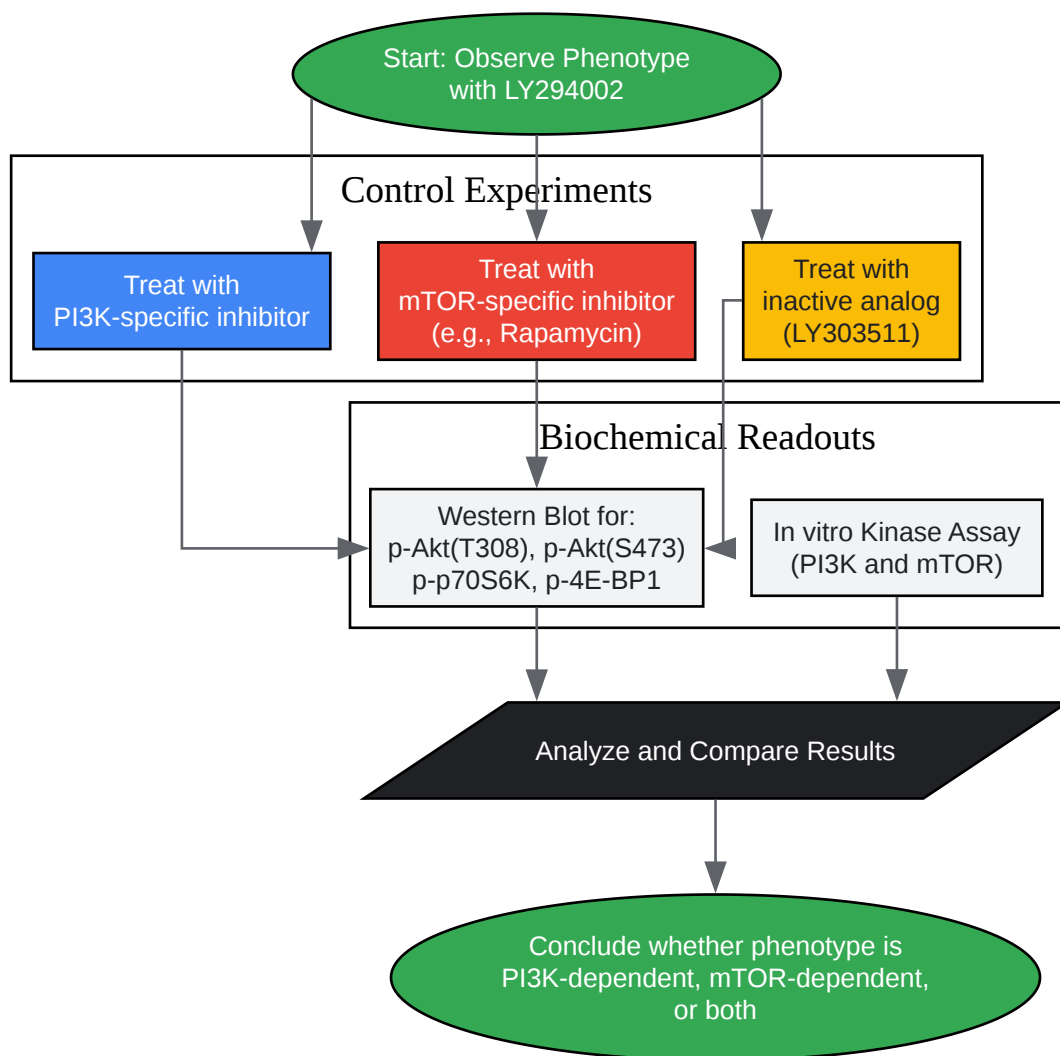 Start: Observe Phenotype
with LY294002
Control Experiments
Treat with
PI3K-specific inhibitor
Treat with
mTOR-specific inhibitor
(e.g., Rapamycin)
Treat with
inactive analog
(LY303511)
Biochemical Readouts
Western Blot for:
p-Akt(T308), p-Akt(S473)
p-p70S6K, p-4E-BP1
In vitro Kinase Assay
(PI3K and mTOR)
Analyze and Compare Results
Conclude whether phenotype is
PI3K-dependent, mTOR-dependent,
or both